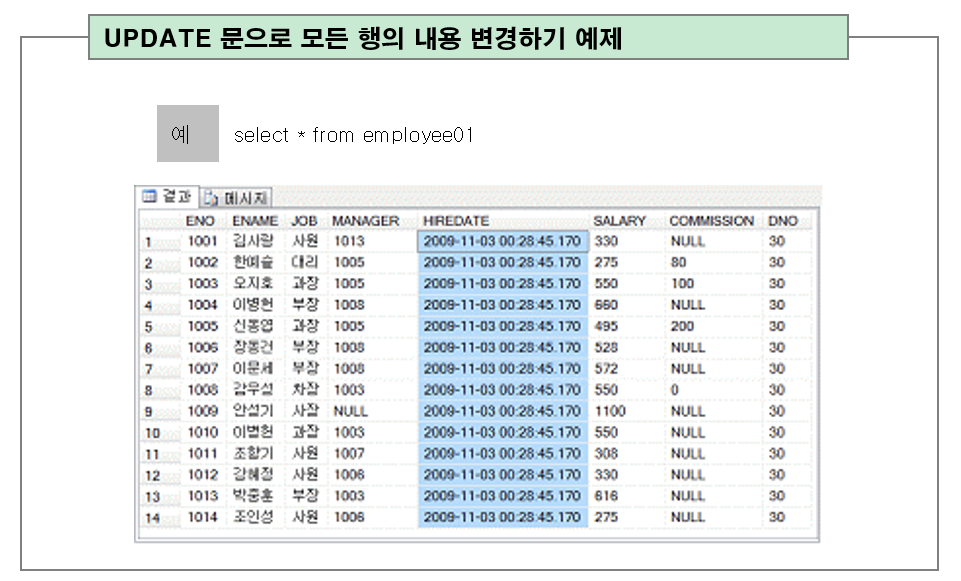 UPDATE 문으로 모든 행의 내용 변경하기 예제
예 select * from employee01
결과 메시지
ENO ENAME JOB MANAGER HIREDATE SALARY COMMISSION DNO
1 1001 김사랑 사원 1013 2009-11-03 00:28:45.170 330 NULL 30
2 1002 한예슬 대리 1005 2009-11-03 00:28:45.170 275 80 30
3 1003 오지호 과장 1005 2009-11-03 00:28:45.170 550 100 30
4 1004 이병헌 부장 1008 2009-11-03 00:28:45.170 660 NULL 30
5 1005 신동엽 과장 1005 2009-11-03 00:28:45.170 495 200 30
6 1006 장동건 부장 1008 2009-11-03 00:28:45.170 528 NULL 30
7 1007 이문세 부장 1008 2009-11-03 00:28:45.170 572 NULL 30
8 1008 감우성 차장 1003 2009-11-03 00:28:45.170 550 0 30
9 1009 안성기 사장 NULL 2009-11-03 00:28:45.170 1100 NULL 30
10 1010 이병헌 과장 1003 2009-11-03 00:28:45.170 550 NULL 30
11 1011 조향기 사원 1007 2009-11-03 00:28:45.170 308 NULL 30
12 1012 강혜정 사원 1006 2009-11-03 00:28:45.170 330 NULL 30
13 1013 박중훈 부장 1003 2009-11-03 00:28:45.170 616 NULL 30
14 1014 조인성 사원 1006 2009-11-03 00:28:45.170 275 NULL 30